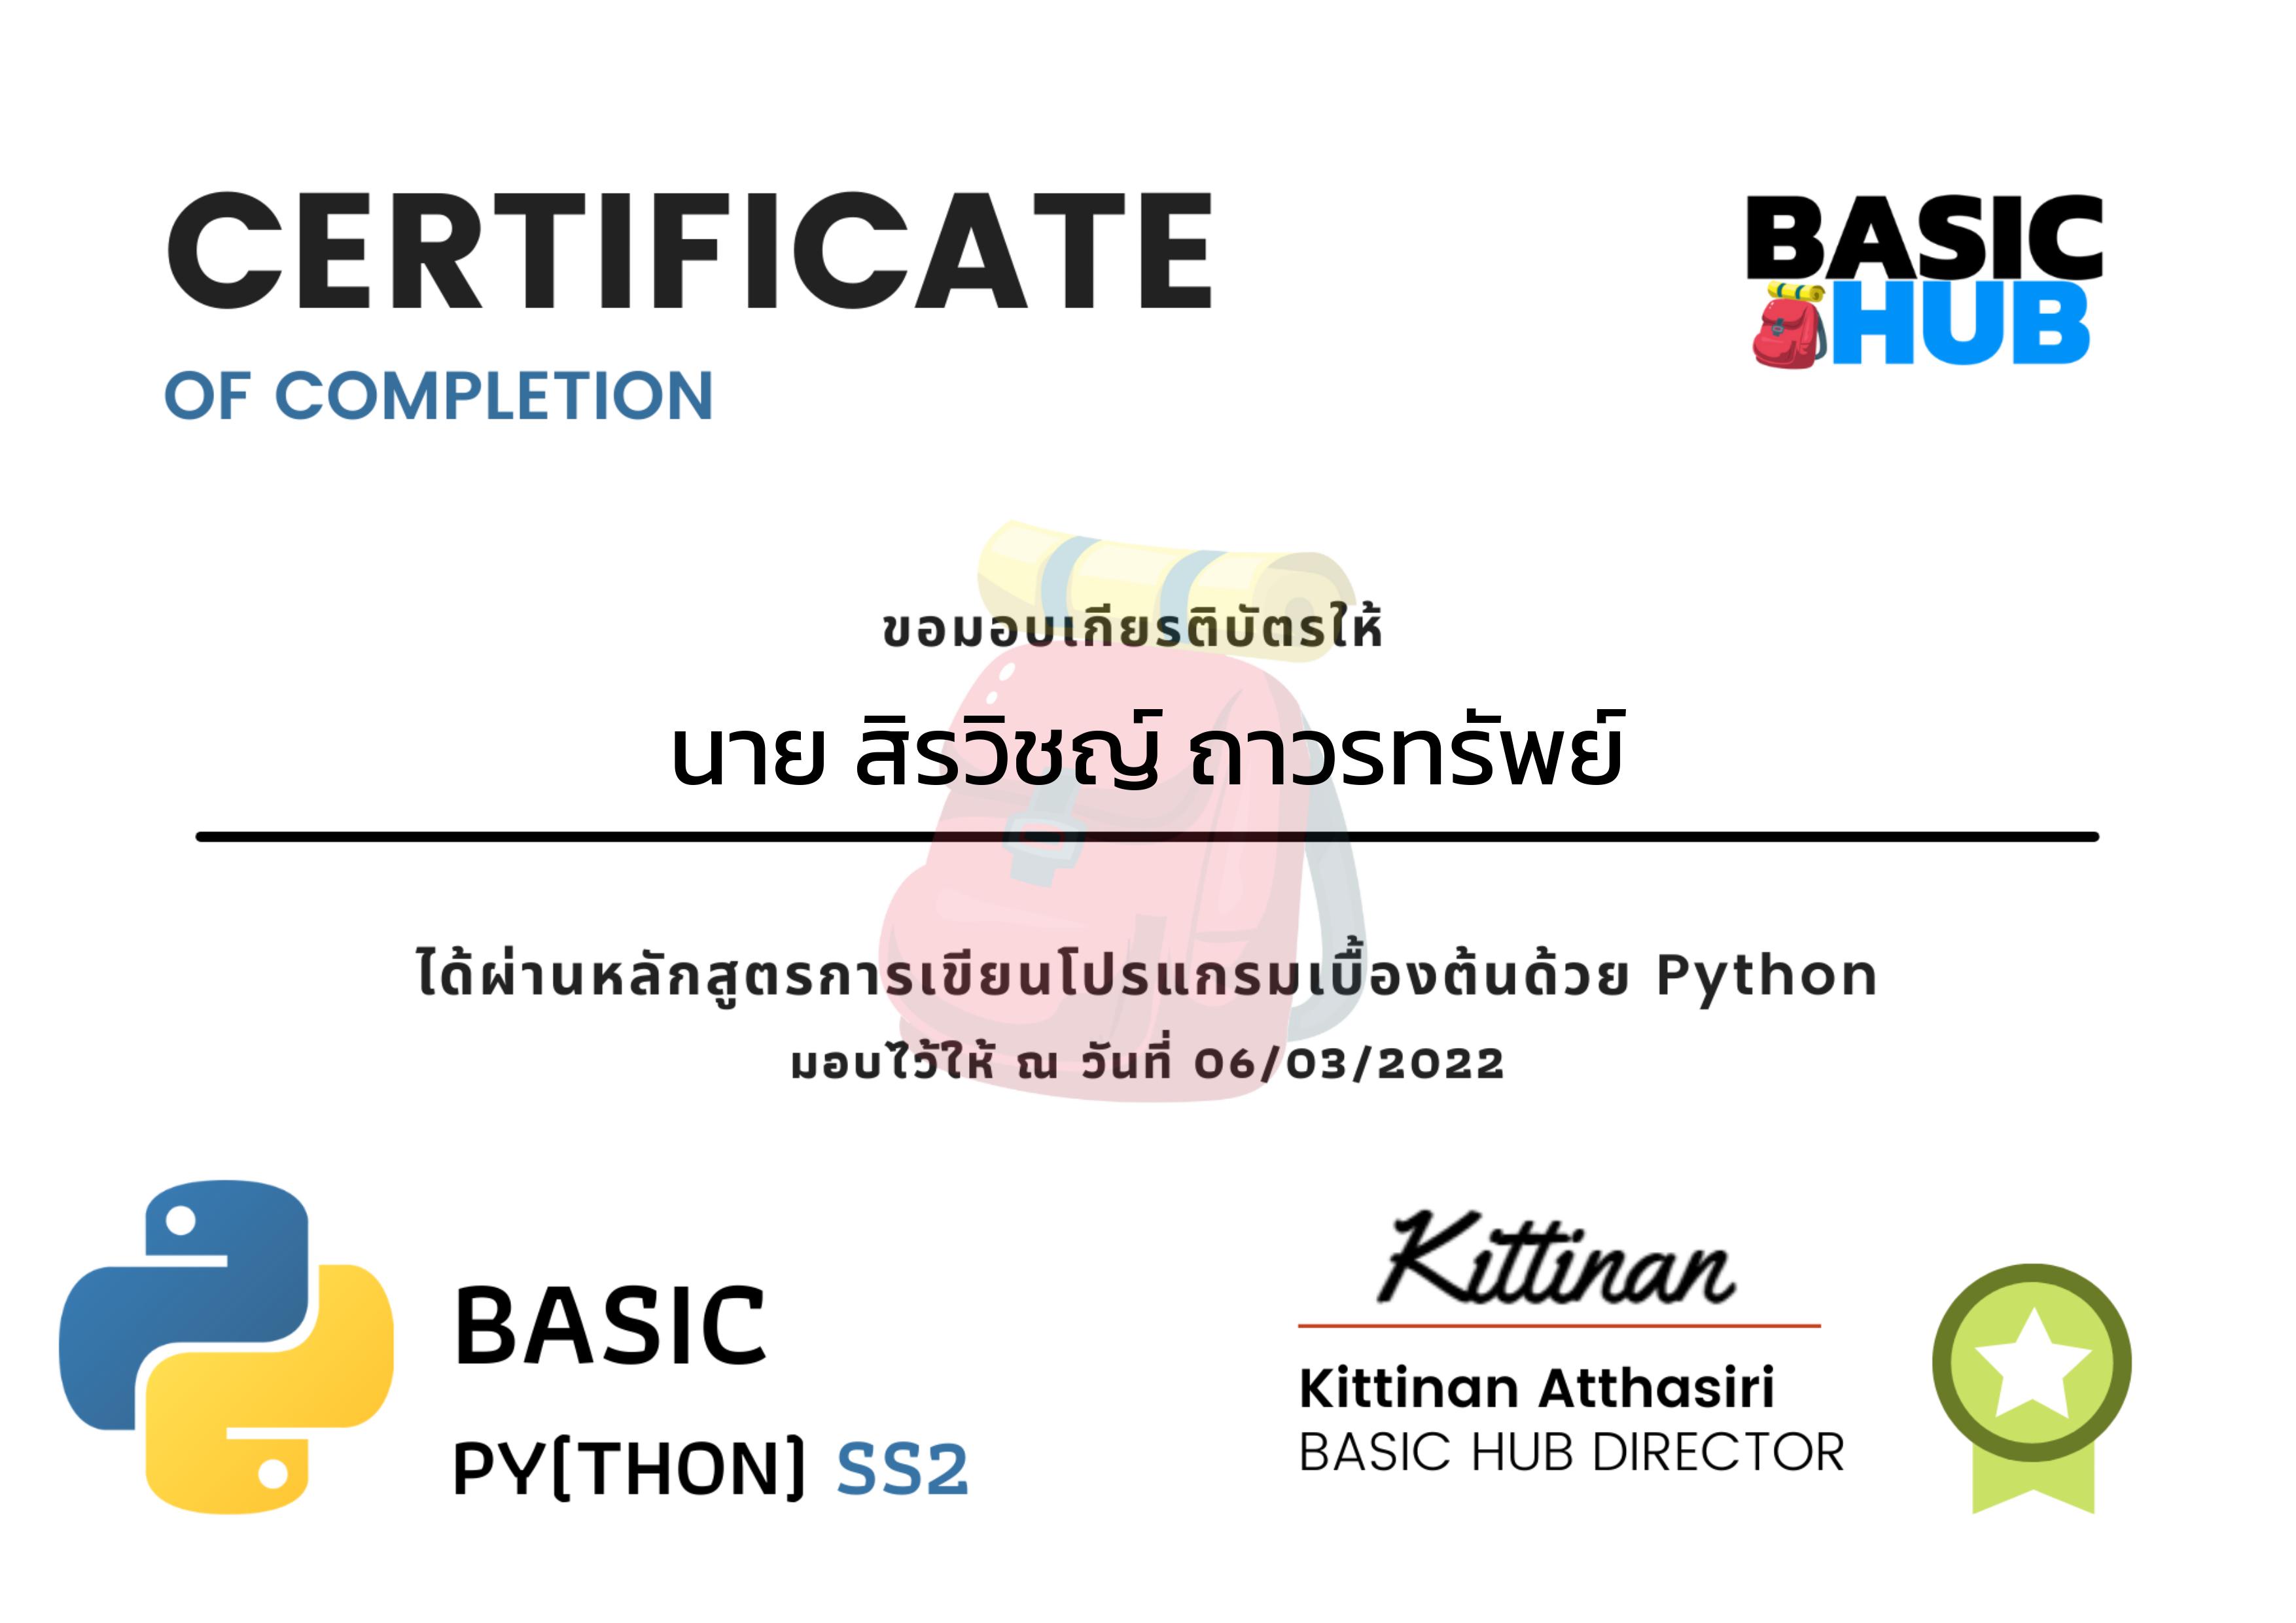 CERTIFICATE
OF COMPLETION
BASIC
HUB
ขอมอบเกียรติบัตรให้
นาย สิรวิชญ์ ถาวรทรัพย์
ได้ผ่านหลักสูตรการเขียนโปรแกรมเบื้องต้นด้วย Python
มอบไว้ให้ ณ วันที่ 06/03/2022
BASIC
PY(THON) SS2
Kittinan
Kittinan Atthasiri
BASIC HUB DIRECTOR